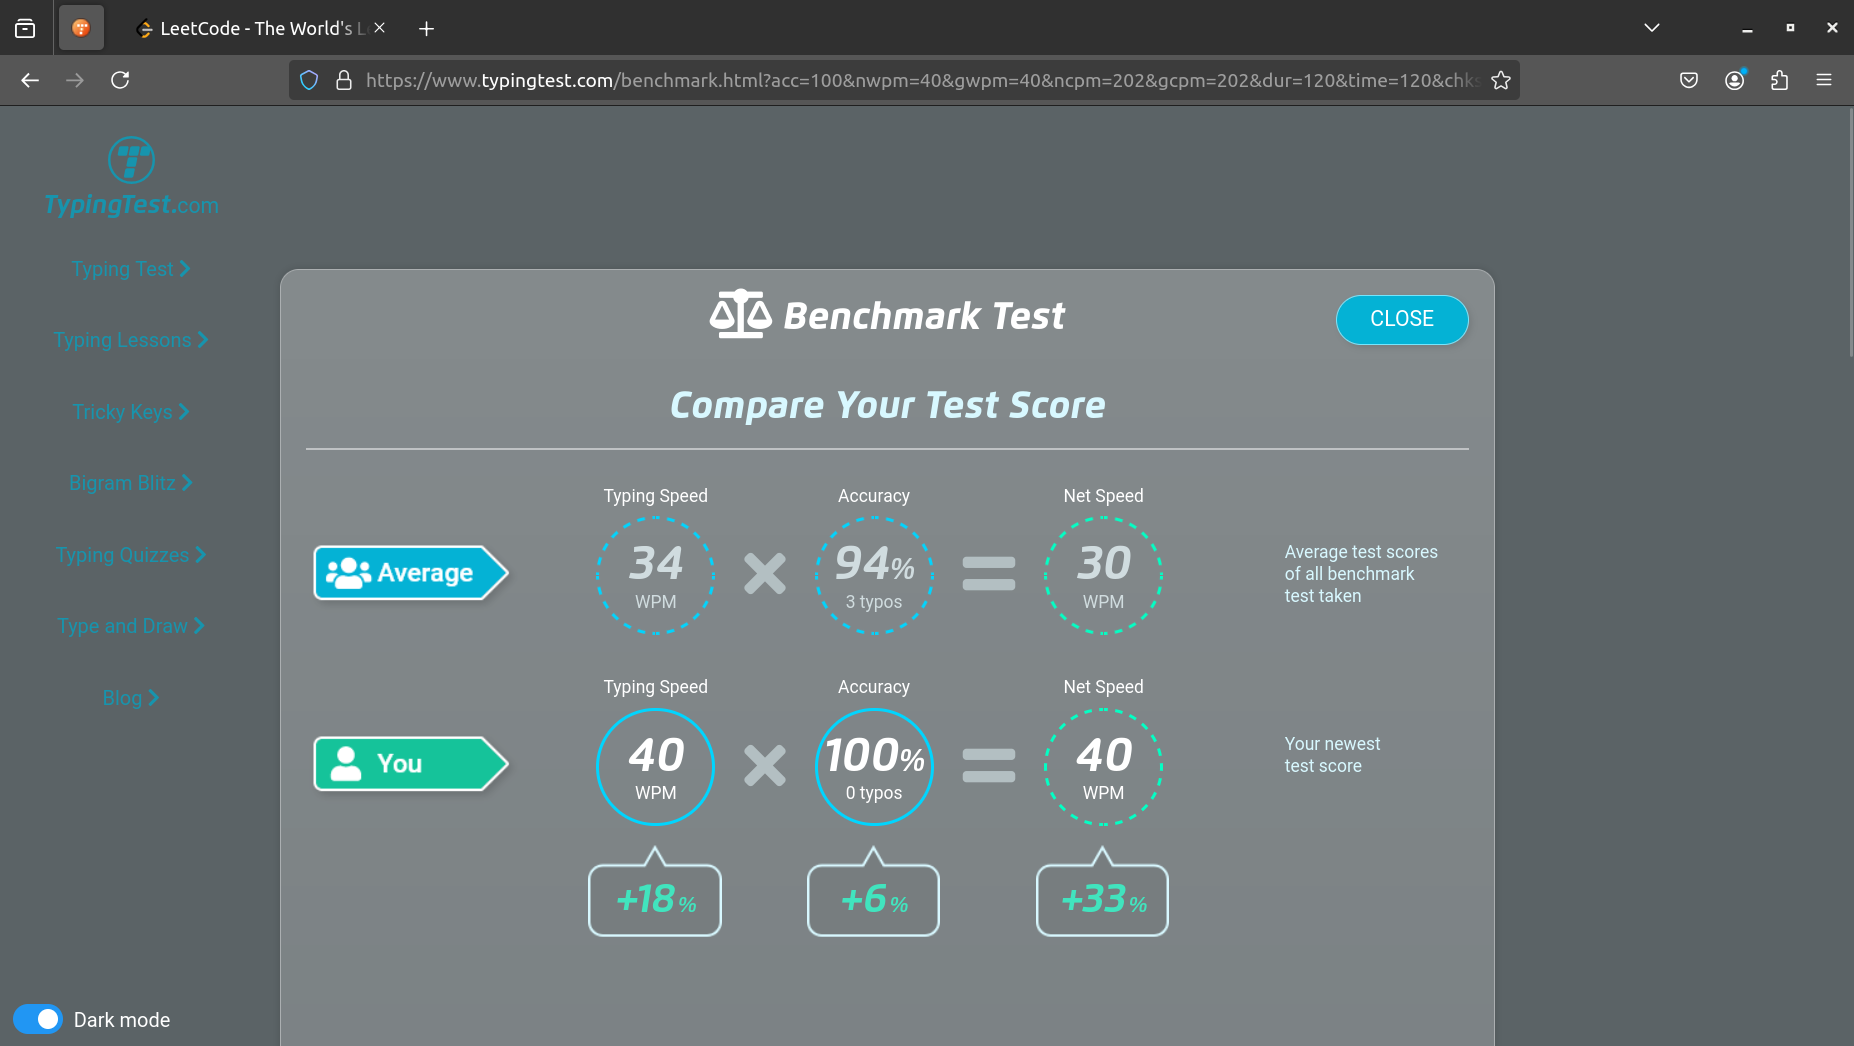 LeetCode - The World's L
https://www.typingtest.com/benchmark.html?acc=100&nwpm=40&gwpm=40&ncpm=202&gcpm=202&dur=120&time=120&chks
TypingTest.com
Typing Test
Typing Lessons
Tricky Keys
Bigram Blitz
Typing Quizzes
Type and Draw
Blog
Dark mode
Benchmark Test
CLOSE
Compare Your Test Score
Typing Speed Accuracy Net Speed
Average
34 WPM
94% 3 typos
30 WPM
Average test scores
of all benchmark
test taken
Typing Speed Accuracy Net Speed
You
40 WPM
100% 0 typos
40 WPM
Your newest
test score
+18% +6% +33%